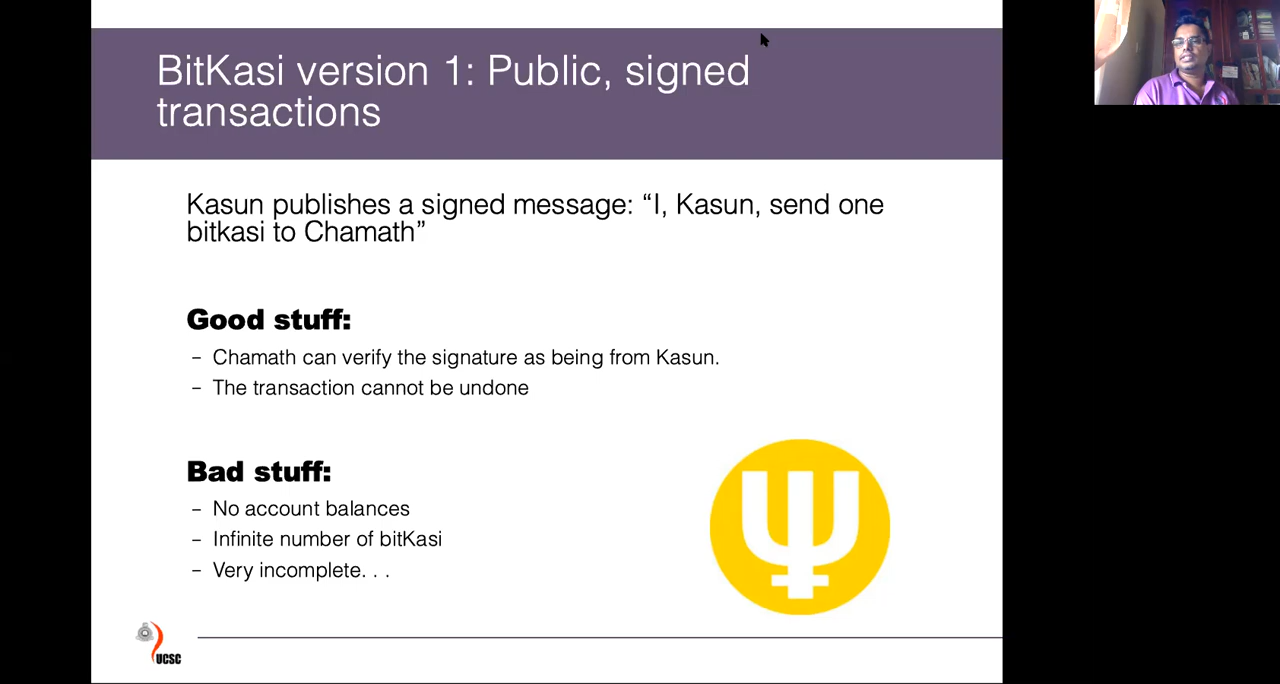 BitKasi version 1: Public, signed
transactions
Kasun publishes a signed message: “I, Kasun, send one
bitkasi to Chamath”
Good stuff:
– Chamath can verify the signature as being from Kasun.
– The transaction cannot be undone
Bad stuff:
– No account balances
– Infinite number of bitKasi
– Very incomplete. . .
UCSC